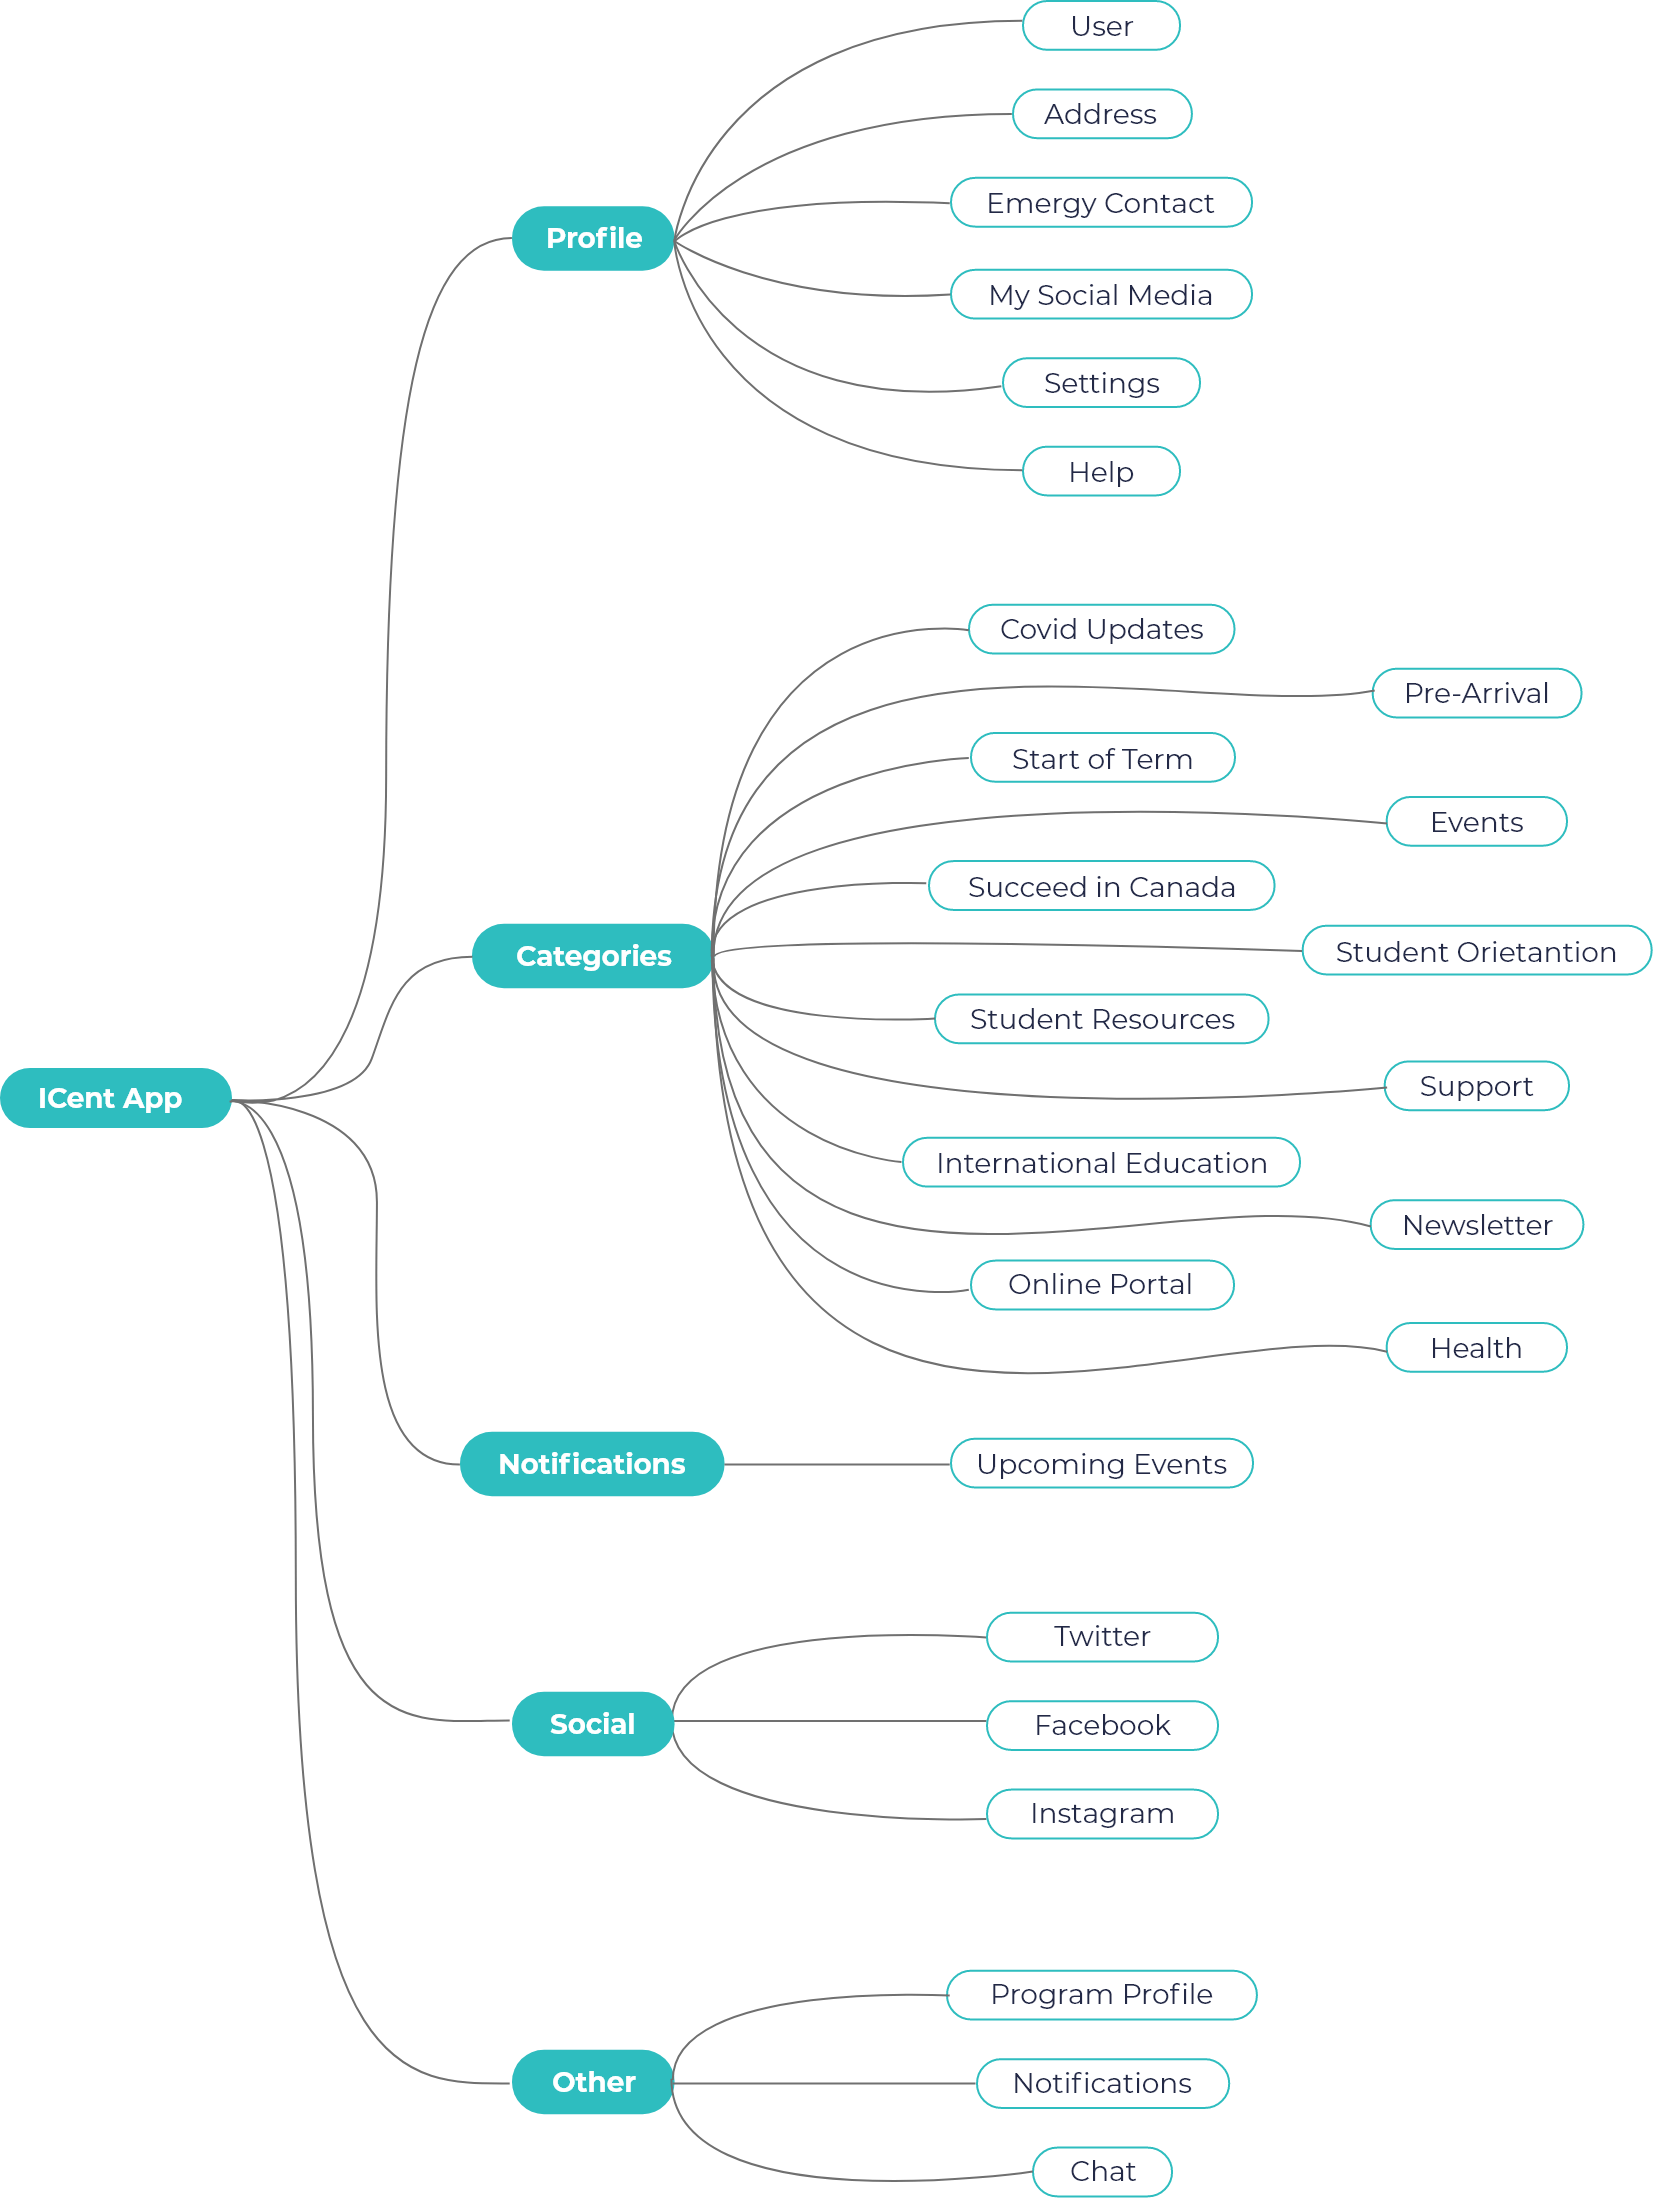 ICent App
Profile
User
Address
Emergy Contact
My Social Media
Settings
Help
Categories
Covid Updates
Pre-Arrival
Start of Term
Events
Succeed in Canada
Student Orietantion
Student Resources
Support
International Education
Newsletter
Online Portal
Health
Notifications
Upcoming Events
Social
Twitter
Facebook
Instagram
Other
Program Profile
Notifications
Chat